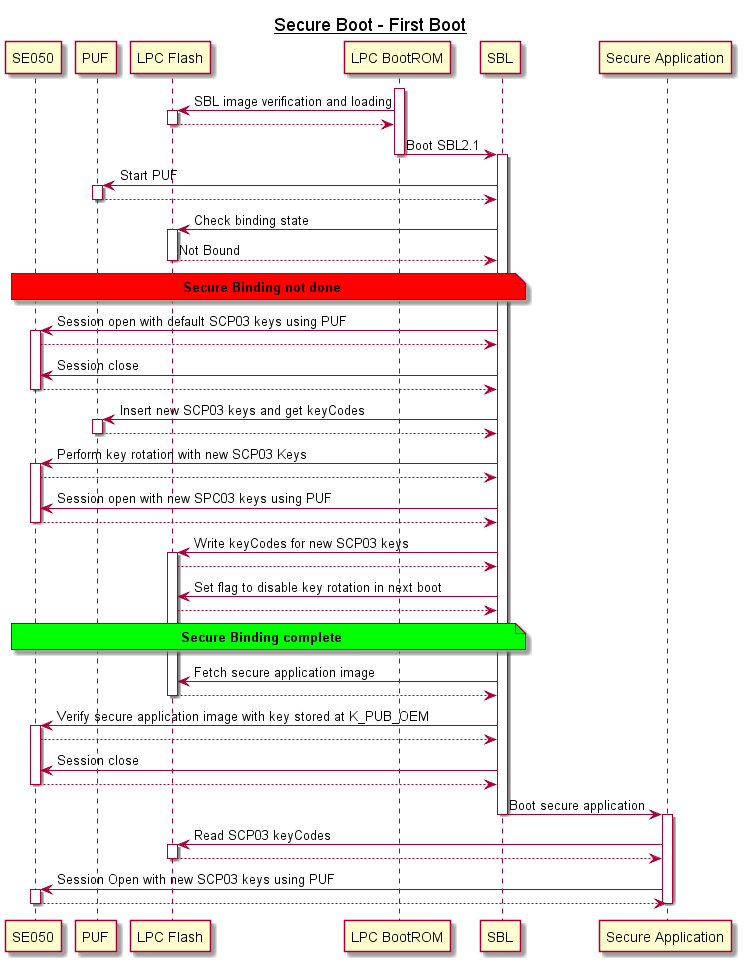 Secure Boot - First Boot
SE050
PUF
LPC Flash
LPC BootROM
SBL
Secure Application
SBL image verification and loading
Boot SBL2.1
Start PUF
Check binding state
Not Bound
Secure Binding not done
Session open with default SCP03 keys using PUF
Session close
Insert new SCP03 keys and get keyCodes
Perform key rotation with new SCP03 Keys
Session open with new SPC03 keys using PUF
Write keyCodes for new SCP03 keys
Set flag to disable key rotation in next boot
Secure Binding complete
Fetch secure application image
Verify secure application image with key stored at K_PUB_OEM
Session close
Boot secure application
Read SCP03 keyCodes
Session Open with new SCP03 keys using PUF
SE050
PUF
LPC Flash
LPC BootROM
SBL
Secure Application